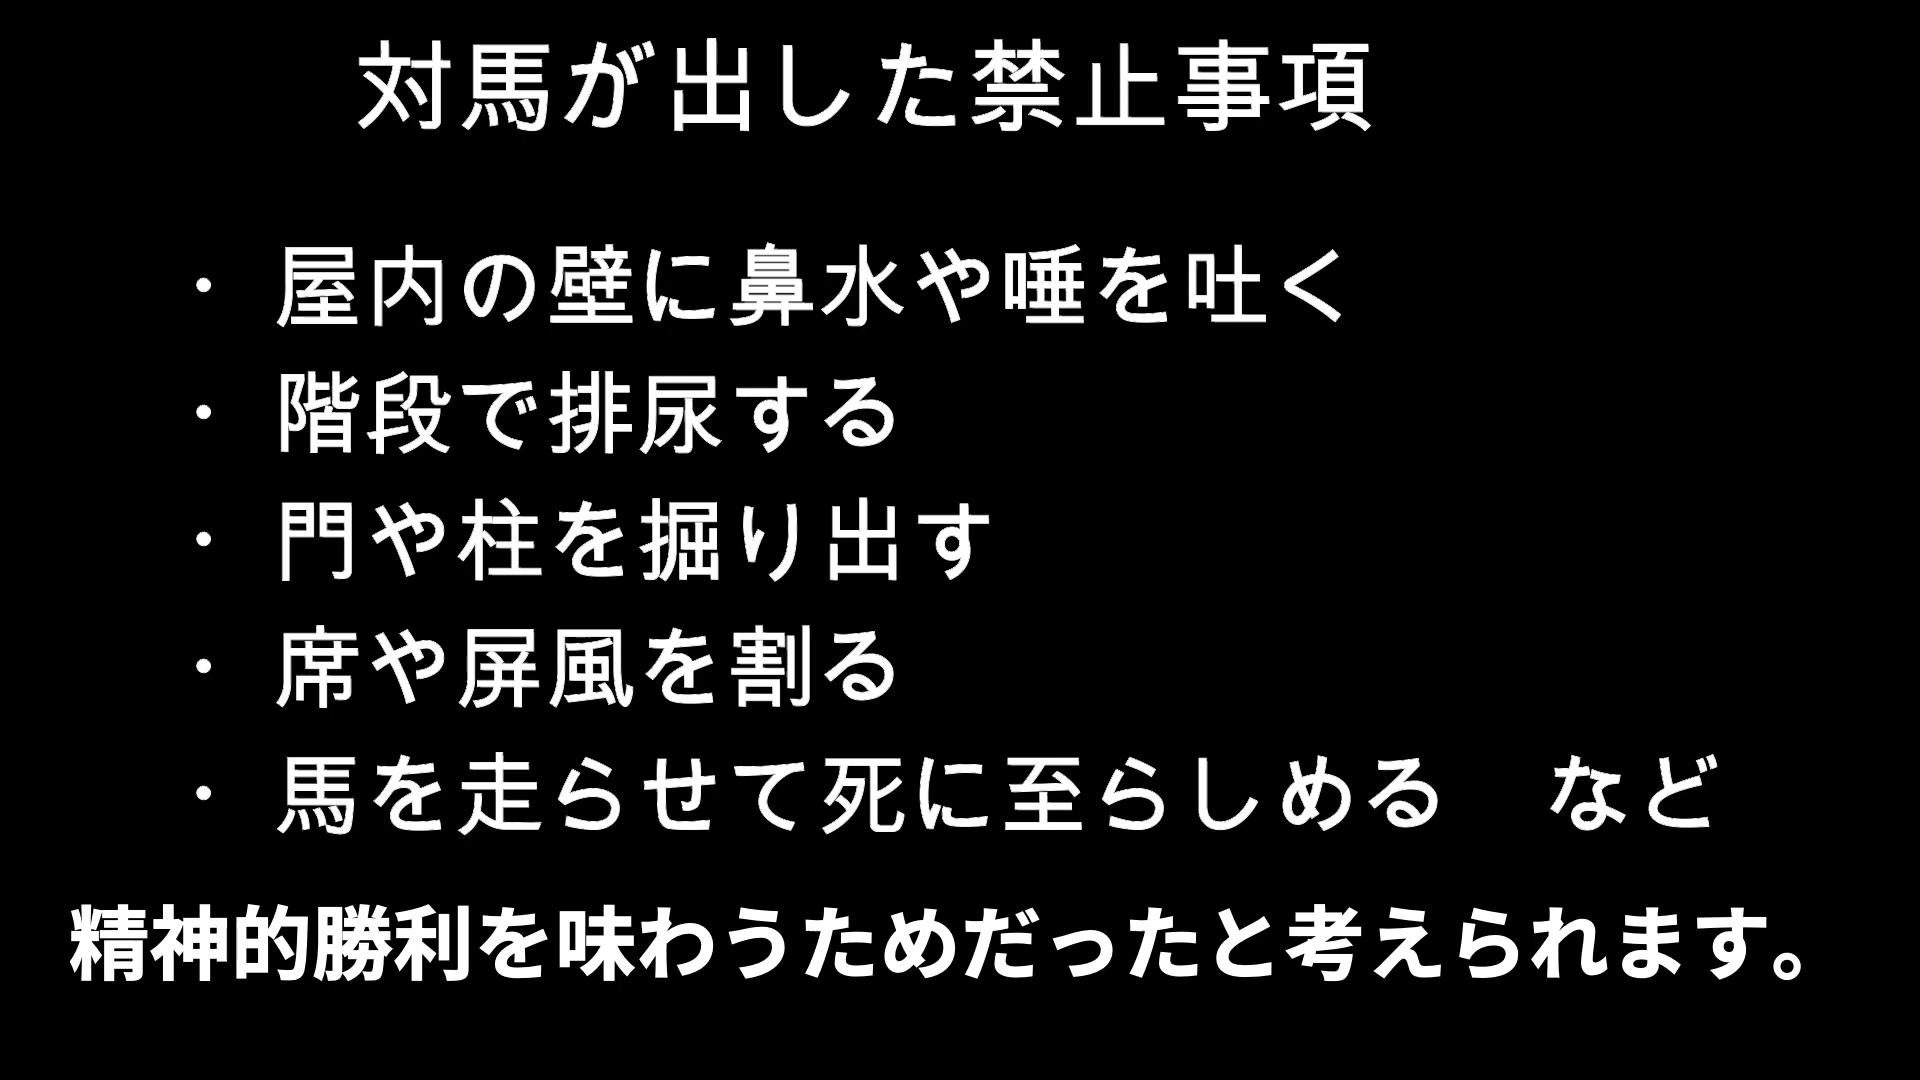 対馬が出した禁止事項
・ 屋内の壁に鼻水や唾を吐く
・ 階段で排尿する
・ 門や柱を掘り出す
・ 席や屏風を割る
・ 馬を走らせて死に至らしめる　など
精神的勝利を味わうためだったと考えられます。